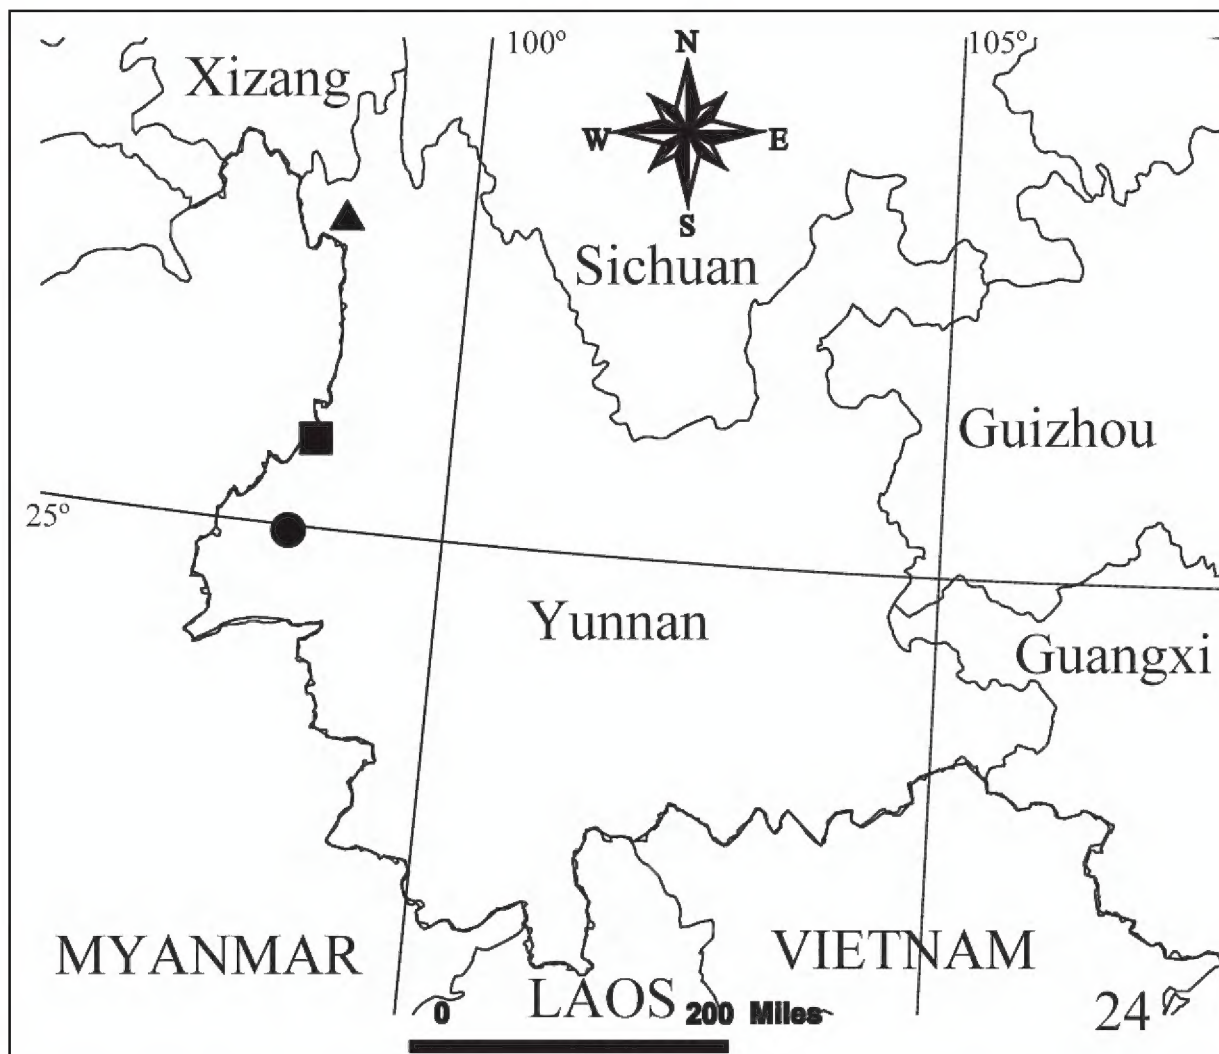 100°
105°
N
Xizang
W
E
S
Sichuan
Guizhou
25°
Yunnan
Guangxi
MYANMAR
VIETNAM
LAOS
0
200 Miles
24